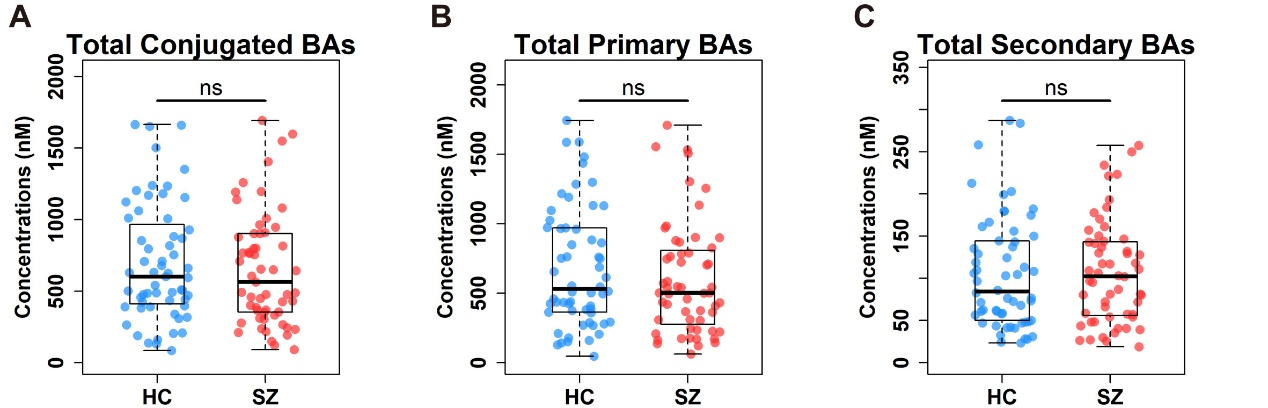 A
Total Conjugated BAs
Concentrations (nM)
2000
1500
1000
500
0
ns
HC
SZ
B
Total Primary BAs
Concentrations (nM)
2000
1500
1000
500
0
ns
HC
SZ
C
Total Secondary BAs
Concentrations (nM)
350
250
150
50
0
ns
HC
SZ